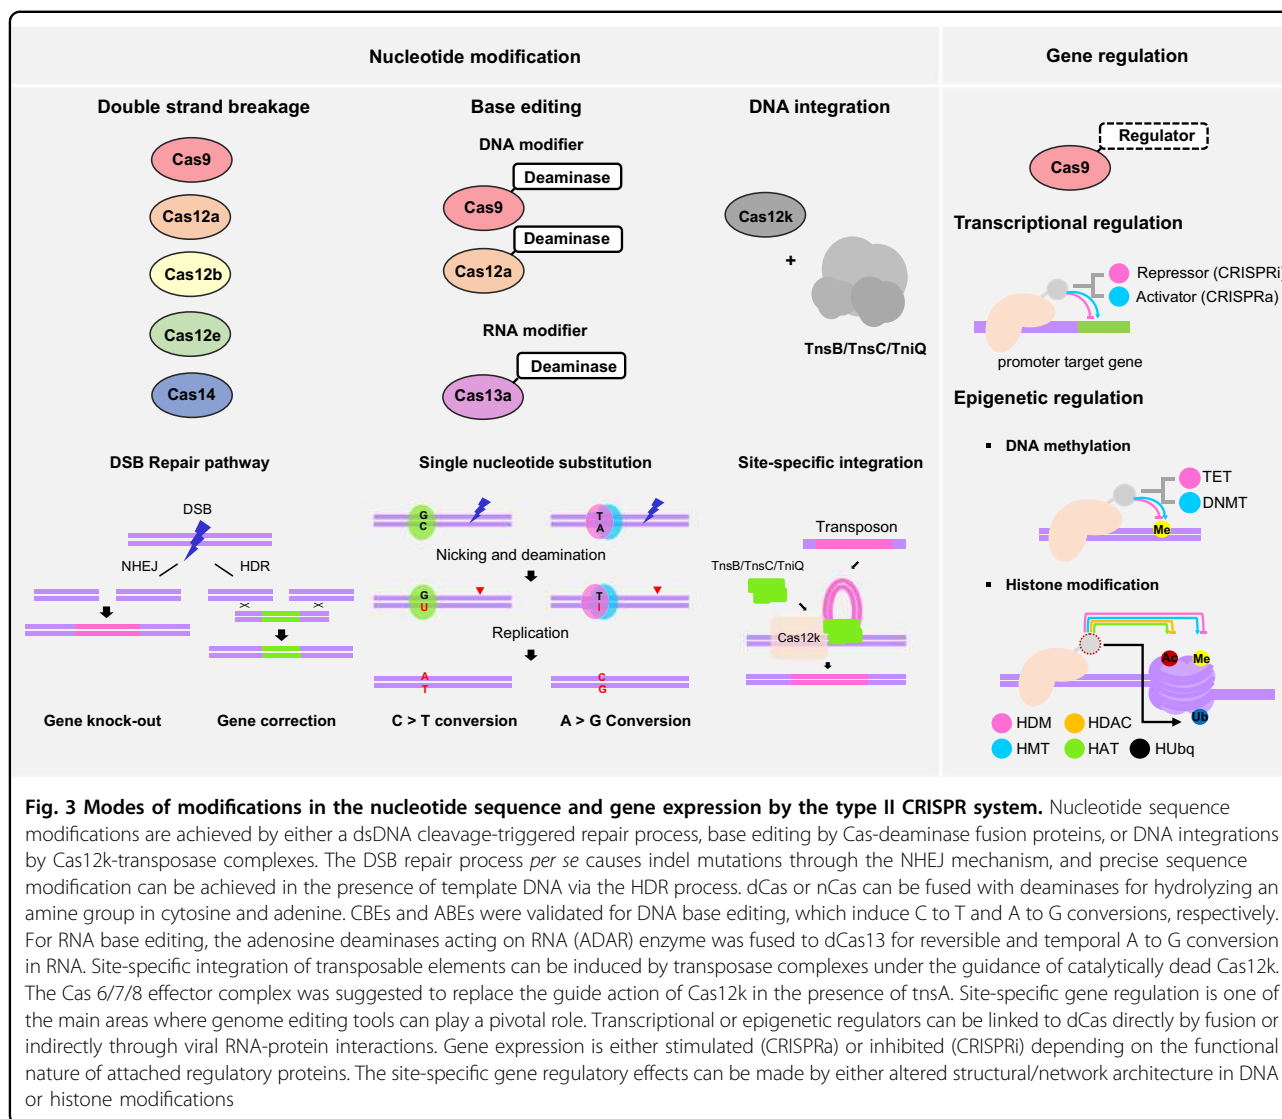 Nucleotide modification
Gene regulation
Double strand breakage
Cas9
Cas12a
Cas12b
Cas12e
Cas14
Base editing
DNA modifier
Deaminase
Cas9
Deaminase
Cas12a
RNA modifier
Deaminase
Cas13a
DNA integration
Cas12k
+
TnsB/TnsC/TniQ
DSB Repair pathway
DSB
NHEJ
HDR
Gene knock-out
Gene correction
Single nucleotide substitution
G
C
T
A
Nicking and deamination
G
U
T
I
Replication
A
T
C
G
C > T conversion
A > G Conversion
Site-specific integration
Transposon
TnsB/TnsC/TniQ
Cas12k
Regulator
Cas9
Transcriptional regulation
Repressor (CRISPRi)
Activator (CRISPRa)
promoter target gene
Epigenetic regulation
▪ DNA methylation
TET
DNMT
Me
▪ Histone modification
Ac
Me
Ub
HDM
HDAC
HMT
HAT
HUbq
Fig. 3 Modes of modifications in the nucleotide sequence and gene expression by the type II CRISPR system. Nucleotide sequence
modifications are achieved by either a dsDNA cleavage-triggered repair process, base editing by Cas-deaminase fusion proteins, or DNA integrations
by Cas12k-transposase complexes. The DSB repair process per se causes indel mutations through the NHEJ mechanism, and precise sequence
modification can be achieved in the presence of template DNA via the HDR process. dCas or nCas can be fused with deaminases for hydrolyzing an
amine group in cytosine and adenine. CBEs and ABEs were validated for DNA base editing, which induce C to T and A to G conversions, respectively.
For RNA base editing, the adenosine deaminases acting on RNA (ADAR) enzyme was fused to dCas13 for reversible and temporal A to G conversion
in RNA. Site-specific integration of transposable elements can be induced by transposase complexes under the guidance of catalytically dead Cas12k.
The Cas 6/7/8 effector complex was suggested to replace the guide action of Cas12k in the presence of tnsA. Site-specific gene regulation is one of
the main areas where genome editing tools can play a pivotal role. Transcriptional or epigenetic regulators can be linked to dCas directly by fusion or
indirectly through viral RNA-protein interactions. Gene expression is either stimulated (CRISPRa) or inhibited (CRISPRi) depending on the functional
nature of attached regulatory proteins. The site-specific gene regulatory effects can be made by either altered structural/network architecture in DNA
or histone modifications